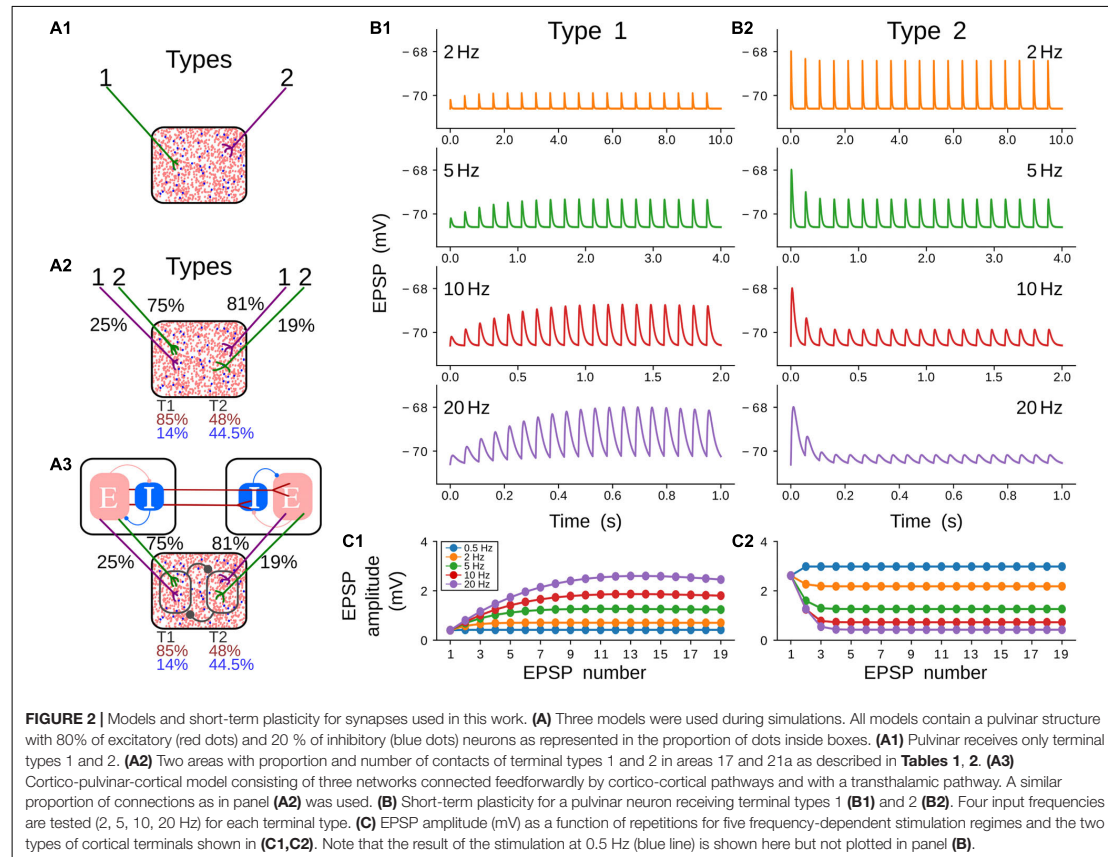 A1
Types
1 2
A2
Types
1 2 1 2
75% 81%
25% 19%
T1 T2
85% 48%
14% 44.5%
A3
E I I E
75% 81%
25% 19%
T1 T2
85% 48%
14% 44.5%
B1 Type 1
EPSP (mV)
2 Hz
−68
−70
0.0 2.0 4.0 6.0 8.0 10.0
5 Hz
−68
−70
0.0 1.0 2.0 3.0 4.0
10 Hz
−68
−70
0.0 0.5 1.0 1.5 2.0
20 Hz
−68
−70
0.0 0.2 0.4 0.6 0.8 1.0
Time (s)
B2 Type 2
2 Hz
−68
−70
0.0 2.0 4.0 6.0 8.0 10.0
5 Hz
−68
−70
0.0 1.0 2.0 3.0 4.0
10 Hz
−68
−70
0.0 0.5 1.0 1.5 2.0
20 Hz
−68
−70
0.0 0.2 0.4 0.6 0.8 1.0
Time (s)
C1
EPSP
amplitude
(mV)
4
2
0
0.5 Hz
2 Hz
5 Hz
10 Hz
20 Hz
1 3 5 7 9 11 13 15 17 19
EPSP number
C2
4
2
0
1 3 5 7 9 11 13 15 17 19
EPSP number
FIGURE 2 | Models and short-term plasticity for synapses used in this work. (A) Three models were used during simulations. All models contain a pulvinar structure
with 80% of excitatory (red dots) and 20 % of inhibitory (blue dots) neurons as represented in the proportion of dots inside boxes. (A1) Pulvinar receives only terminal
types 1 and 2. (A2) Two areas with proportion and number of contacts of terminal types 1 and 2 in areas 17 and 21a as described in Tables 1, 2. (A3)
Cortico-pulvinar-cortical model consisting of three networks connected feedforwardly by cortico-cortical pathways and with a transthalamic pathway. A similar
proportion of connections as in panel (A2) was used. (B) Short-term plasticity for a pulvinar neuron receiving terminal types 1 (B1) and 2 (B2). Four input frequencies
are tested (2, 5, 10, 20 Hz) for each terminal type. (C) EPSP amplitude (mV) as a function of repetitions for five frequency-dependent stimulation regimes and the two
types of cortical terminals shown in (C1,C2). Note that the result of the stimulation at 0.5 Hz (blue line) is shown here but not plotted in panel (B).